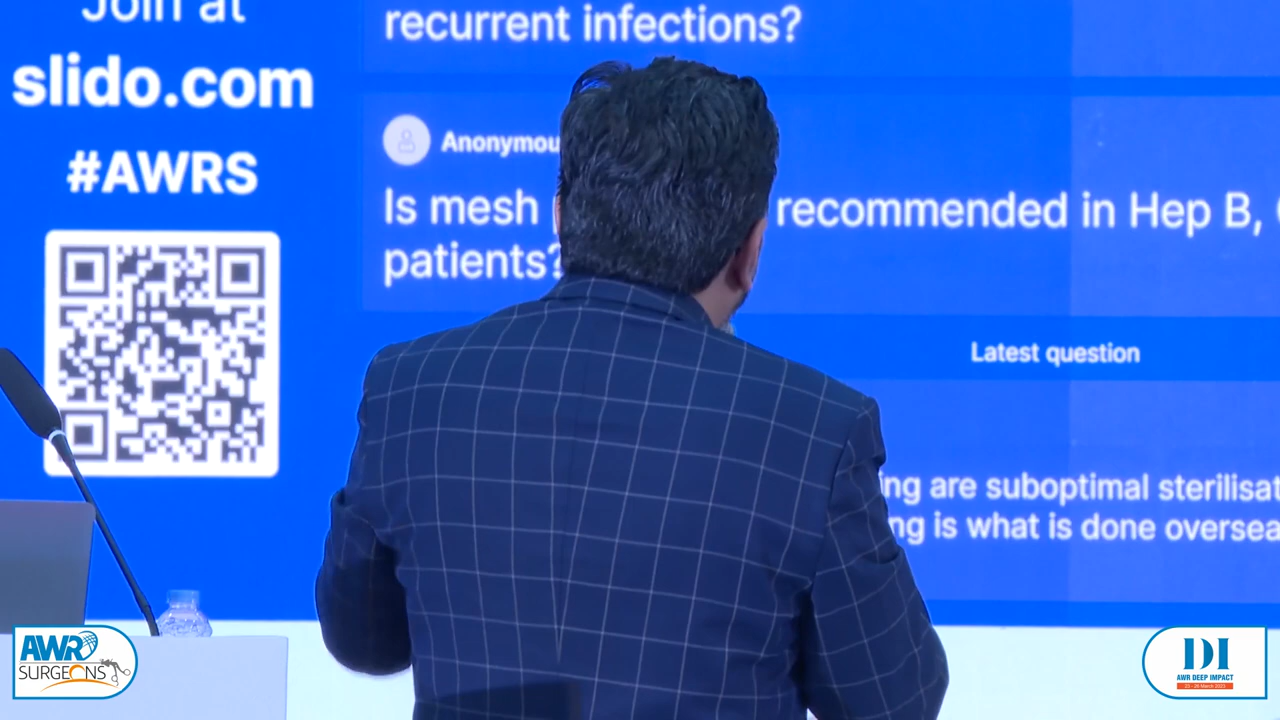 Join at
slido.com
#AWRS
recurrent infections?
Anonymou
Is mesh recommended in Hep B,
patients?
Latest question
ing are suboptimal sterilisat
ng is what is done oversea
AWR
SURGEONS
DI
AWR DEEP IMPACT